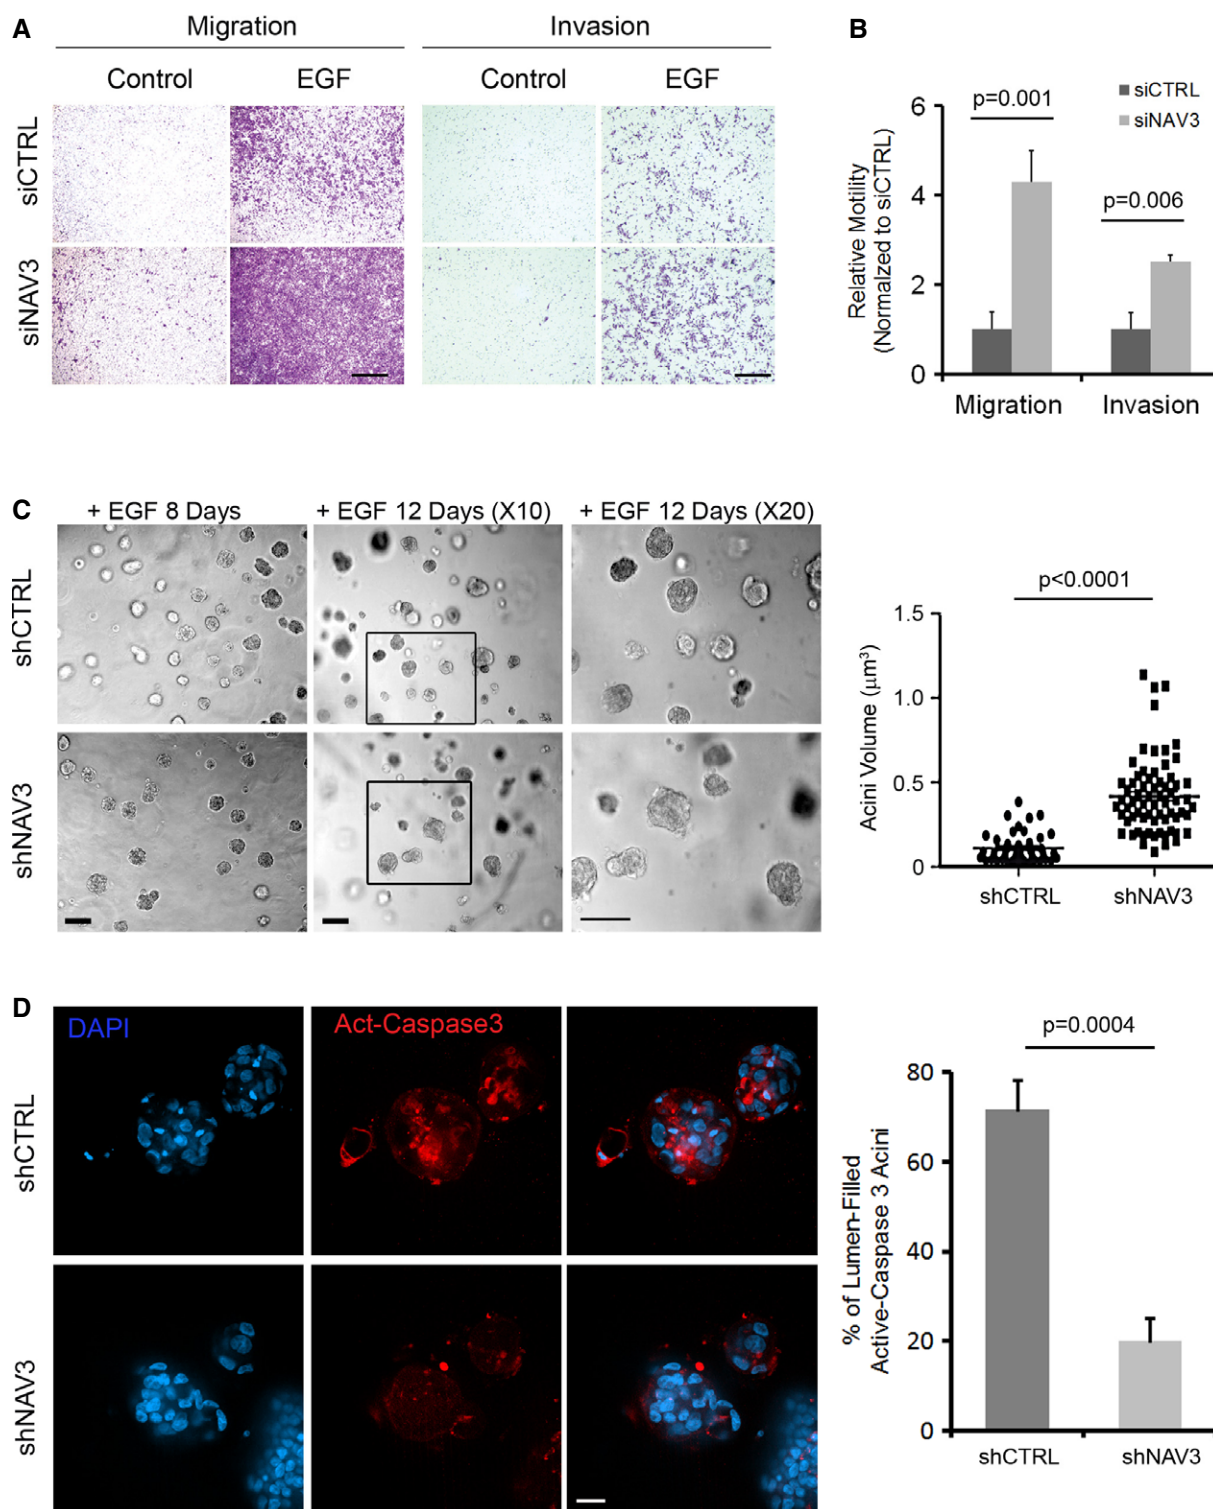 A
Migration
Invasion
Control
EGF
Control
EGF
siCTRL
siNAV3
B
siCTRL
siNAV3
p=0.001
p=0.006
Relative Motility
(Normalzed to siCTRL)
6
4
2
0
Migration
Invasion
C
+ EGF 8 Days
+ EGF 12 Days (X10)
+ EGF 12 Days (X20)
shCTRL
shNAV3
p<0.0001
Acini Volume (μm³)
1.5
1.0
0.5
0
shCTRL
shNAV3
D
DAPI
Act-Caspase3
shCTRL
shNAV3
p=0.0004
% of Lumen-Filled
Active-Caspase 3 Acini
80
60
40
20
0
shCTRL
shNAV3